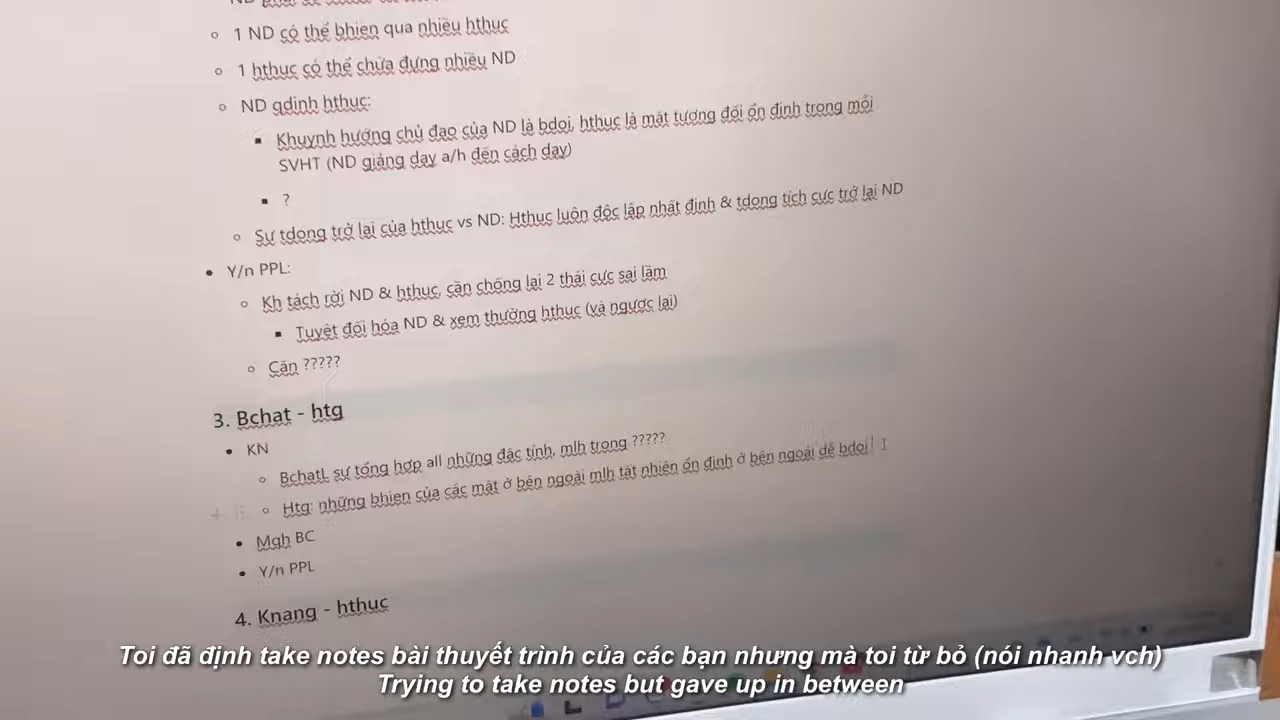 1 ND có thể bhien qua nhiều hthuc
1 hthuc có thể chứa đựng nhiều ND
ND qdinh hthuc:
Khuynh hướng chủ đạo của ND là bdoi, hthuc là mặt tương đối ổn định trong mỗi
SVHT (ND giảng dạy a/h đến cách dạy)
?
Sự tdong trở lại của hthuc vs ND: Hthuc luôn độc lập nhất định & tdong tích cực trở lại ND
Y/n PPL:
Kh tách rời ND & hthuc, cần chống lại 2 thái cực sai lầm
Tuyệt đối hóa ND & xem thường hthuc (và ngược lại)
Cần ?????
3. Bchat - htg
KN
BchatL sự tổng hợp all những đặc tính, mlh trong ?????
Htg: những bhien của các mặt ở bên ngoài mlh tất nhiên ổn định ở bên ngoài dễ bdoi
Mqh BC
Y/n PPL
4. Knang - hthuc
Toi đã định take notes bài thuyết trình của các bạn nhưng mà toi từ bỏ (nói nhanh vch)
Trying to take notes but gave up in between